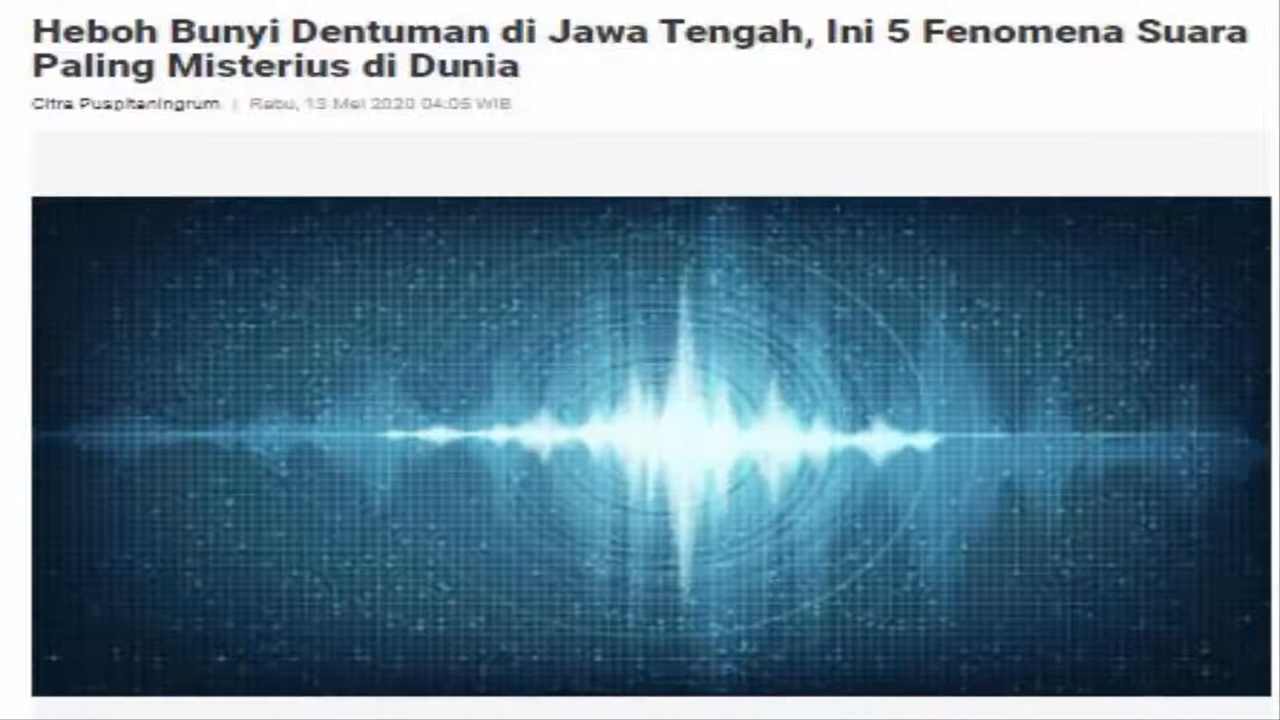 Heboh Bunyi Dentuman di Jawa Tengah, Ini 5 Fenomena Suara
Paling Misterius di Dunia
Citra Puspitaningrum | Rabu, 13 Mei 2020 04:05 WIB